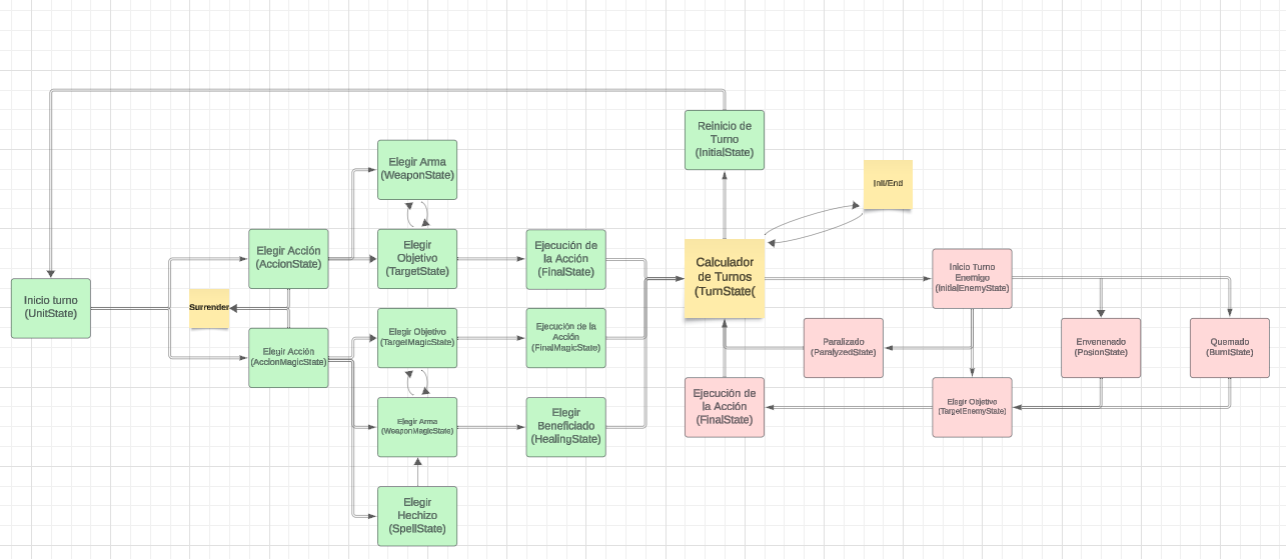 Reinicio de
Turno
(InitialState)
Elegir Arma
(WeaponState)
Init/End
Elegir Acción
(AccionState)
Elegir
Objetivo
(TargetState)
Ejecución de
la Acción
(FinalState)
Calculador
de Turnos
(TurnState(
Inicio Turno
Enemigo
(InitialEnemyState)
Inicio turno
(UnitState)
Surrender
Elegir Acción
(AccionMagicState)
Elegir Objetivo
(TargetMagicState)
Ejecución de la
Acción
(FinalMagicState)
Paralizado
(ParalyzedState)
Envenenado
(PosionState)
Quemado
(BurntState)
Elegir Arma
(WeaponMagicState)
Elegir
Beneficiado
(HealingState)
Ejecución de
la Acción
(FinalState)
Elegir Objetivo
(TargetEnemyState)
Elegir
Hechizo
(SpellState)